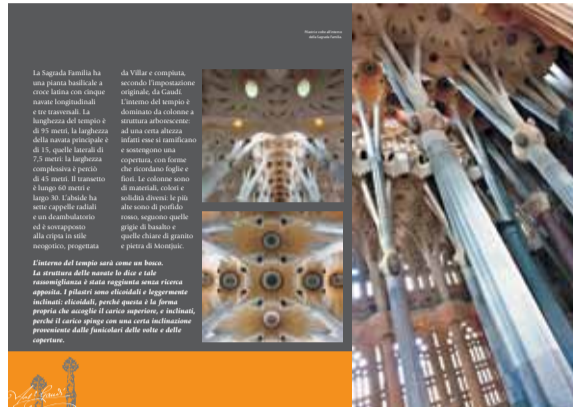 Pilastri e volte all'interno
della Sagrada Familia.
La Sagrada Familia ha
una pianta basilicale a
croce latina con cinque
navate longitudinali
e tre trasversali. La
lunghezza del tempio è
di 95 metri, la larghezza
della navata principale è
di 15, quelle laterali di
7,5 metri: la larghezza
complessiva è perciò
di 45 metri. Il transetto
è lungo 60 metri e
largo 30. L'abside ha
sette cappelle radiali
e un deambulatorio
ed è sovrapposto
alla cripta in stile
neogotico, progettata
da Villar e compiuta,
secondo l'impostazione
originale, da Gaudí.
L'interno del tempio è
dominato da colonne a
struttura arborescente:
ad una certa altezza
infatti esse si ramificano
e sostengono una
copertura, con forme
che ricordano foglie e
fiori. Le colonne sono
di materiali, colori e
solidità diversi: le più
alte sono di porfido
rosso, seguono quelle
grigie di basalto e
quelle chiare di granito
e pietra di Montjuïc.
L'interno del tempio sarà come un bosco.
La struttura delle navate lo dice e tale
rassomiglianza è stata raggiunta senza ricerca
apposita. I pilastri sono elicoidali e leggermente
inclinati: elicoidali, perché questa è la forma
propria che accoglie il carico superiore, e inclinati,
perché il carico spinge con una certa inclinazione
proveniente dalle funicolari delle volte e delle
coperture.
Gaudí